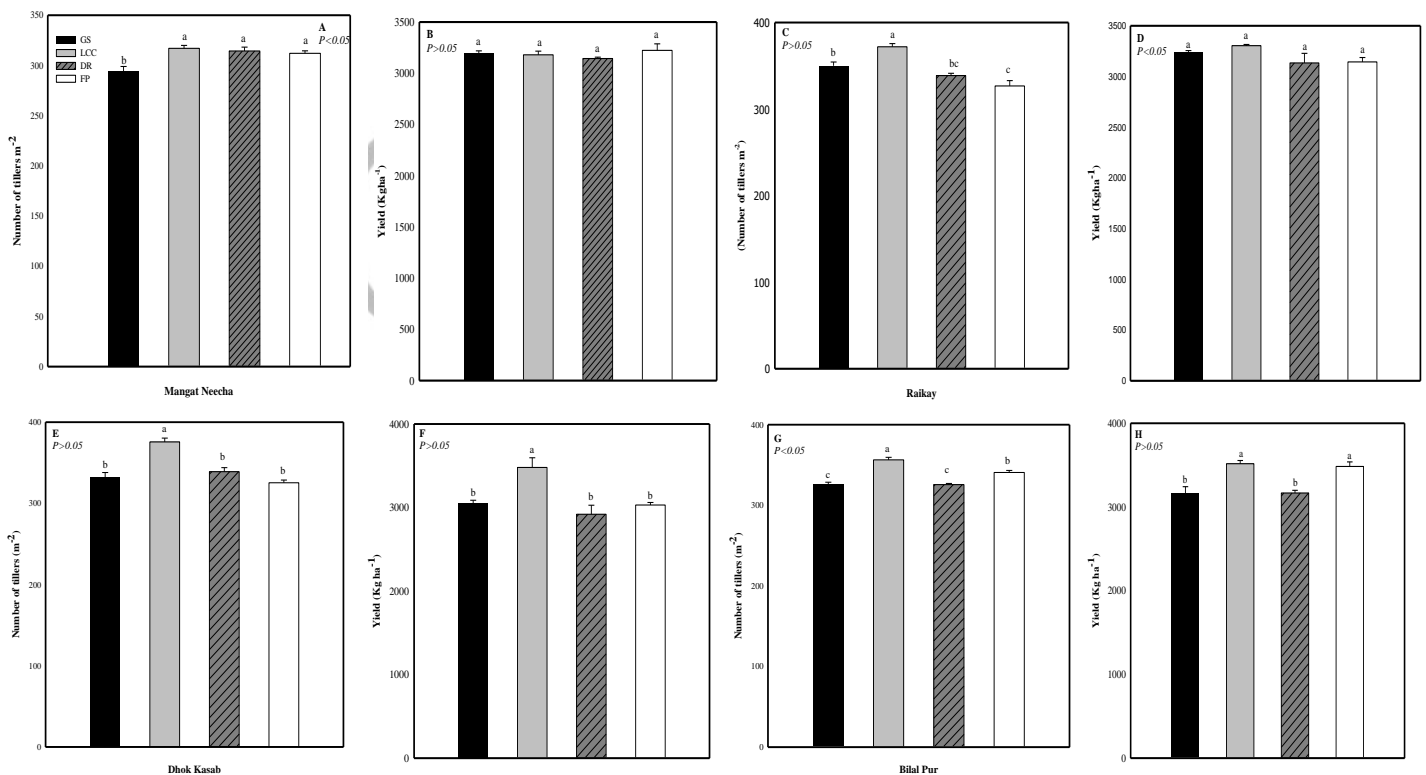 A
P<0.05
GS
LCC
DR
FP
350
300
250
200
150
100
50
0
b
a
a
a
Number of tillers m⁻²
Mangat Neecha
B
P>0.05
3500
3000
2500
2000
1500
1000
500
0
a
a
a
a
Yield (Kgha⁻¹)
C
P>0.05
400
300
200
100
0
b
a
bc
c
(Number of tillers m⁻²)
Raikay
D
P<0.05
3500
3000
3500
2000
1500
1000
500
0
a
a
a
a
Yield (Kgha⁻¹)
E
P>0.05
400
300
200
100
0
b
a
b
b
Number of tillers (m⁻²)
Dhok Kasab
F
P>0.05
4000
3000
2000
1000
0
b
a
b
b
Yield (Kg ha⁻¹)
G
P<0.05
400
300
200
100
0
c
a
c
b
Number of tillers (m⁻²)
Bilal Pur
H
P>0.05
4000
3000
2000
1000
0
b
a
b
a
Yield (Kg ha⁻¹)